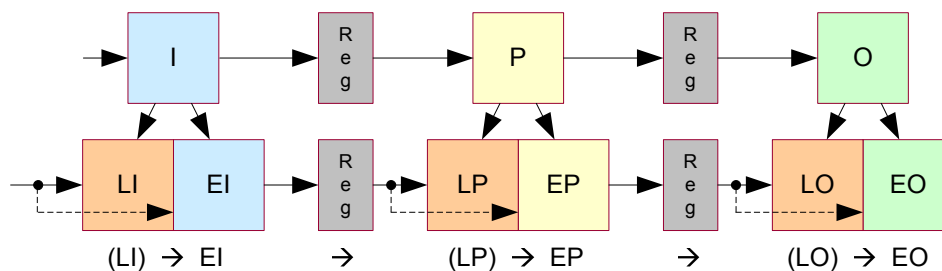 I
Reg
P
Reg
O
LI
EI
Reg
LP
EP
Reg
LO
EO
(LI) → EI → (LP) → EP → (LO) → EO